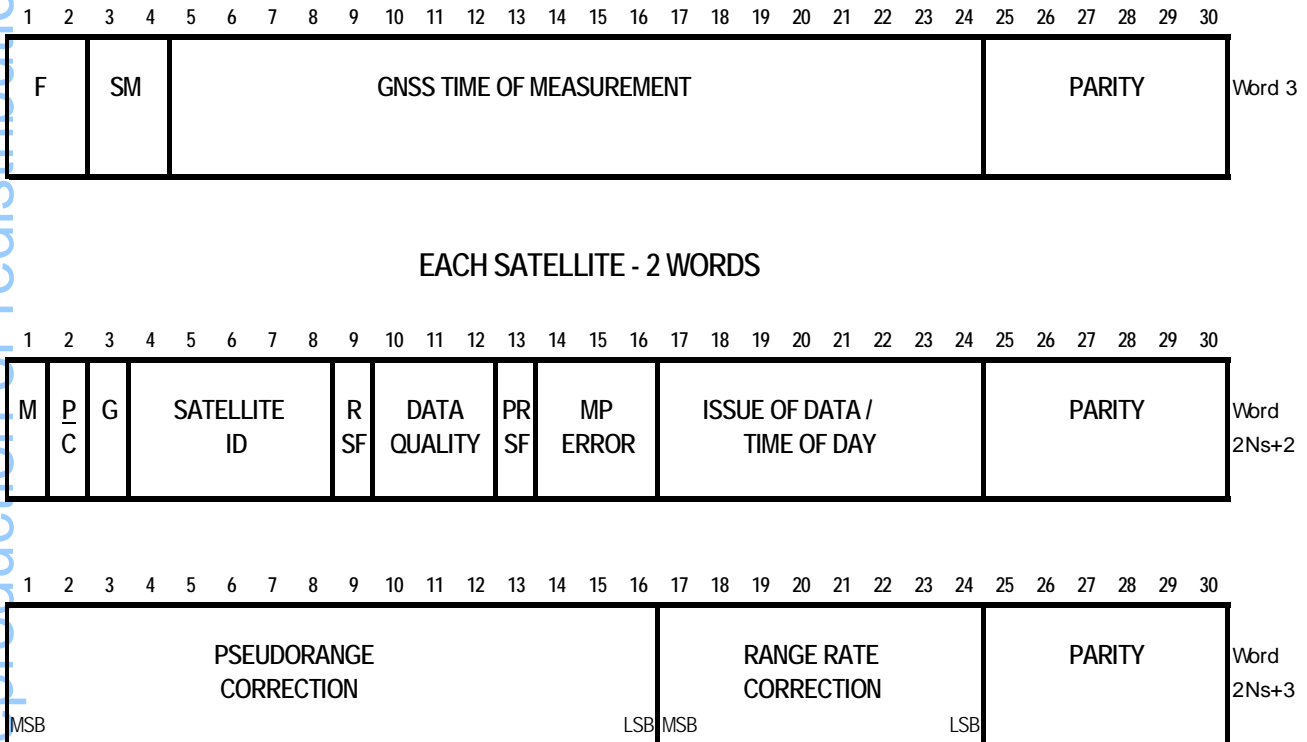 1 2 3 4 5 6 7 8 9 10 11 12 13 14 15 16 17 18 19 20 21 22 23 24 25 26 27 28 29 30
F SM GNSS TIME OF MEASUREMENT PARITY Word 3
EACH SATELLITE - 2 WORDS
1 2 3 4 5 6 7 8 9 10 11 12 13 14 15 16 17 18 19 20 21 22 23 24 25 26 27 28 29 30
M P G SATELLITE R DATA PR MP ISSUE OF DATA / PARITY Word
C ID SF QUALITY SF ERROR TIME OF DAY 2Ns+2
1 2 3 4 5 6 7 8 9 10 11 12 13 14 15 16 17 18 19 20 21 22 23 24 25 26 27 28 29 30
PSEUDORANGE RANGE RATE PARITY Word
CORRECTION CORRECTION 2Ns+3
MSB LSB MSB LSB